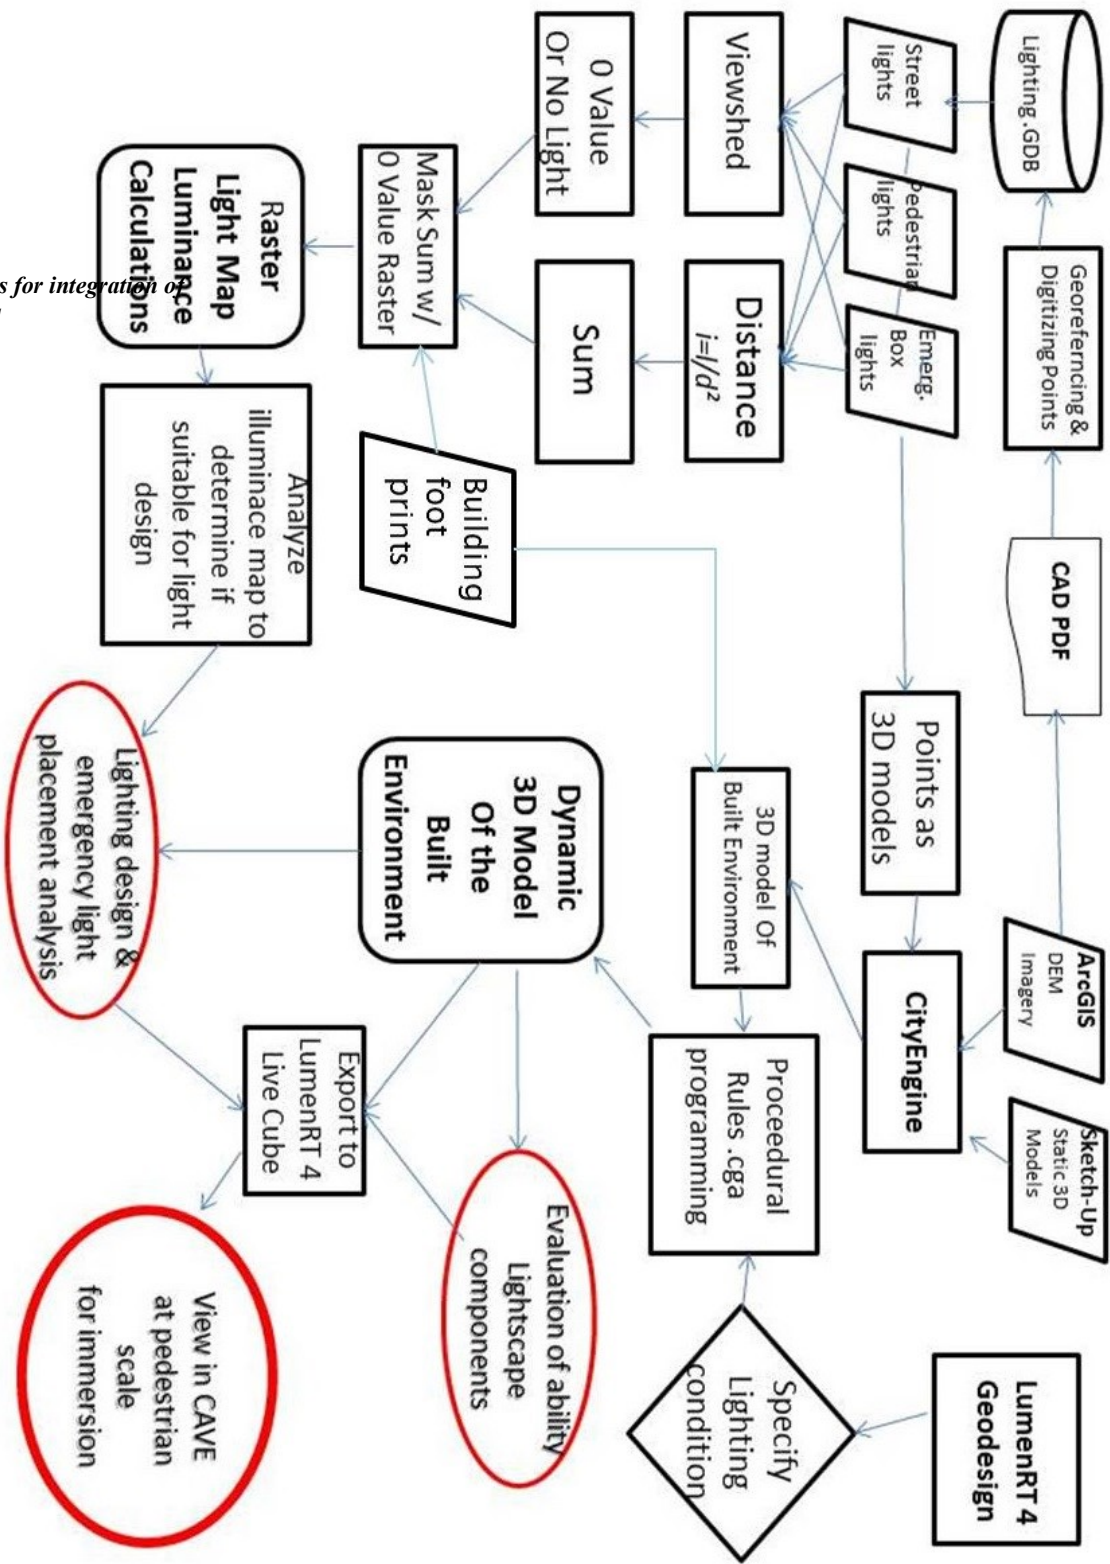 Lighting .GDB
Georeferncing &
Digitizing Points
CAD PDF
ArcGIS
DEM
Imagery
Sketch-Up
Static 3D
Models
LumenRT 4
Geodesign
Street
lights
Pedestrian
lights
Emerg.
Box
lights
Points as
3D models
CityEngine
Specify
Lighting
condition
Viewshed
Distance
i=I/d²
3D model Of
Built Environment
Proceedural
Rules .cga
programming
0 Value
Or No Light
Sum
Building
foot
prints
Dynamic
3D Model
Of the
Built
Environment
Evaluation of ability
Lightscape
components
Mask Sum w/
0 Value Raster
Export to
LumenRT 4
Live Cube
Raster
Light Map
Luminance
Calculations
Analyze
illuminace map to
determine if
suitable for light
design
Lighting design &
emergency light
placement analysis
View in CAVE
at pedestrian
scale
for immersion
s for integration of